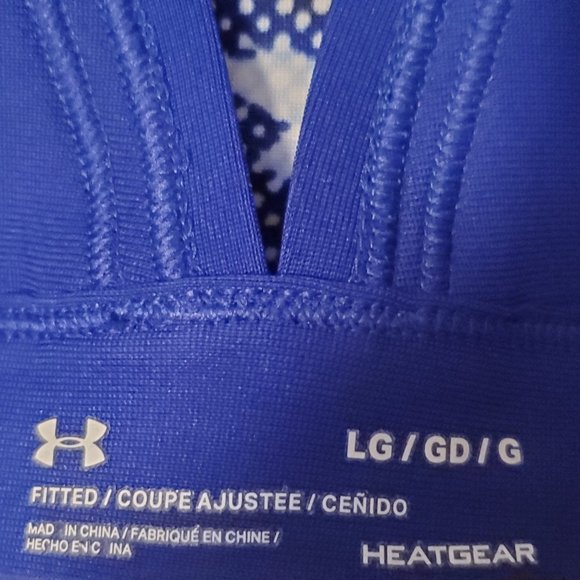 LG / GD / G
FITTED / COUPE AJUSTÉE / CEÑIDO
MAD IN CHINA / FABRIQUÉ EN CHINE /
HECHO EN C INA
HEATGEAR